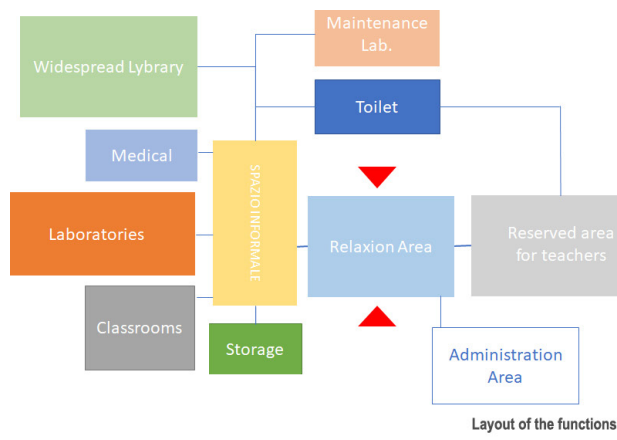 Maintenance
Lab.
Widespread Lybrary
Toilet
Medical
SPAZIO INFORMALE
Laboratories
Relaxion Area
Reserved area
for teachers
Classrooms
Storage
Administration
Area
Layout of the functions